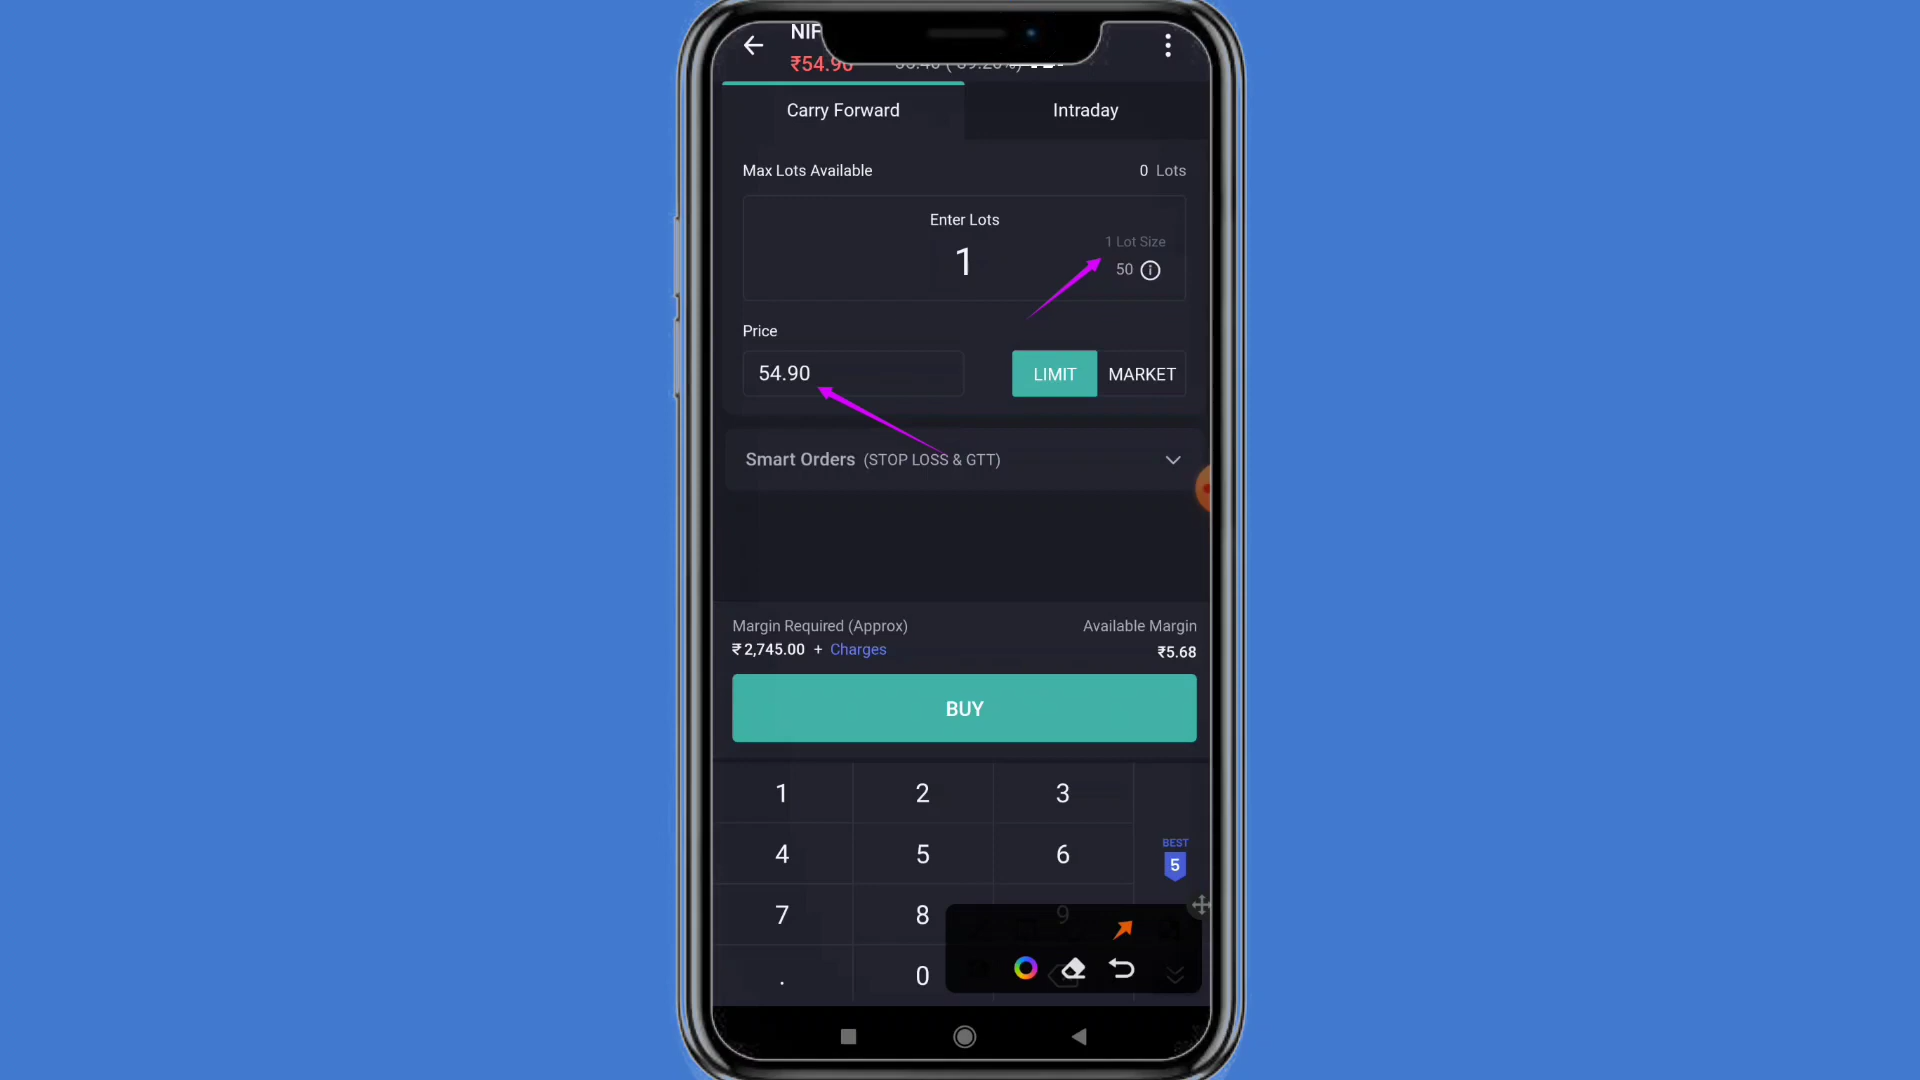 NIF
₹54.90
Carry Forward
Intraday
Max Lots Available
0 Lots
Enter Lots
1 Lot Size
1
50
Price
54.90
LIMIT
MARKET
Smart Orders (STOP LOSS & GTT)
Margin Required (Approx)
Available Margin
₹2,745.00 + Charges
₹5.68
BUY
1
2
3
4
5
6
BEST
5
7
8
9
.
0